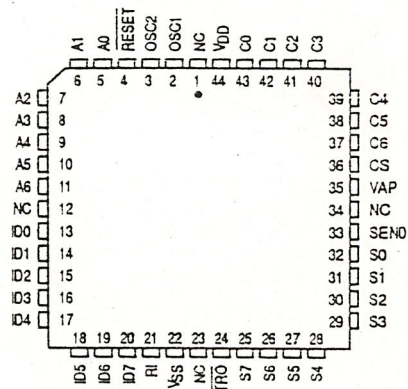 A1 A0 RESET OSC2 OSC1 NC VDD C0 C1 C2 C3
6 5 4 3 2 1 44 43 42 41 40
A2 7 39 C4
A3 8 38 C5
A4 9 37 C6
A5 10 36 CS
A6 11 35 VAP
NC 12 34 NC
ID0 13 33 SEND
ID1 14 32 S0
ID2 15 31 S1
ID3 16 30 S2
ID4 17 29 S3
18 19 20 21 22 23 24 25 26 27 28
ID5 ID6 ID7 RI VSS NC TRO S7 S6 S5 S4